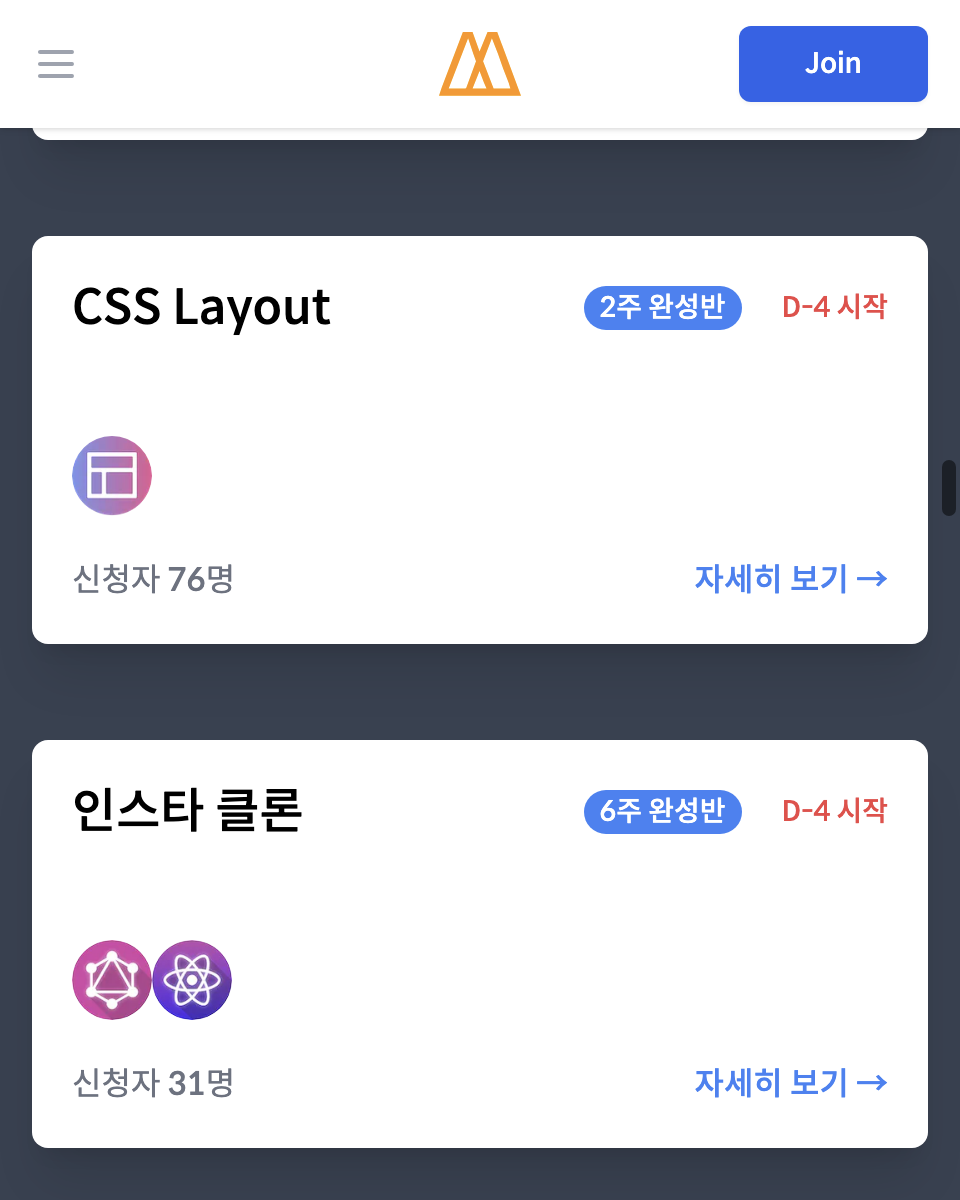 Join
CSS Layout
2주 완성반
D-4 시작
신청자 76명
자세히 보기 →
인스타 클론
6주 완성반
D-4 시작
신청자 31명
자세히 보기 →